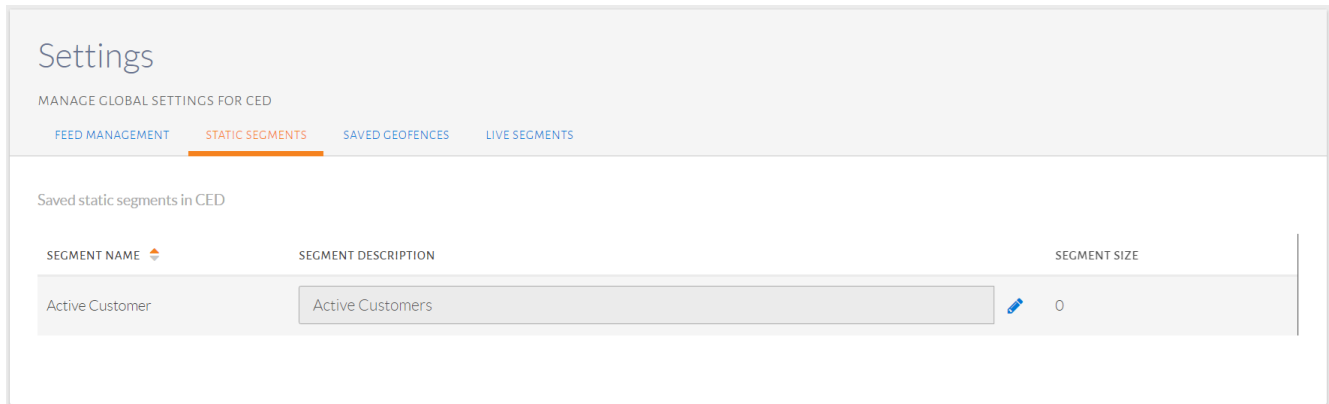 Settings
MANAGE GLOBAL SETTINGS FOR CED
FEED MANAGEMENT STATIC SEGMENTS SAVED GEOFENCES LIVE SEGMENTS
Saved static segments in CED
SEGMENT NAME SEGMENT DESCRIPTION SEGMENT SIZE
Active Customer Active Customers 0